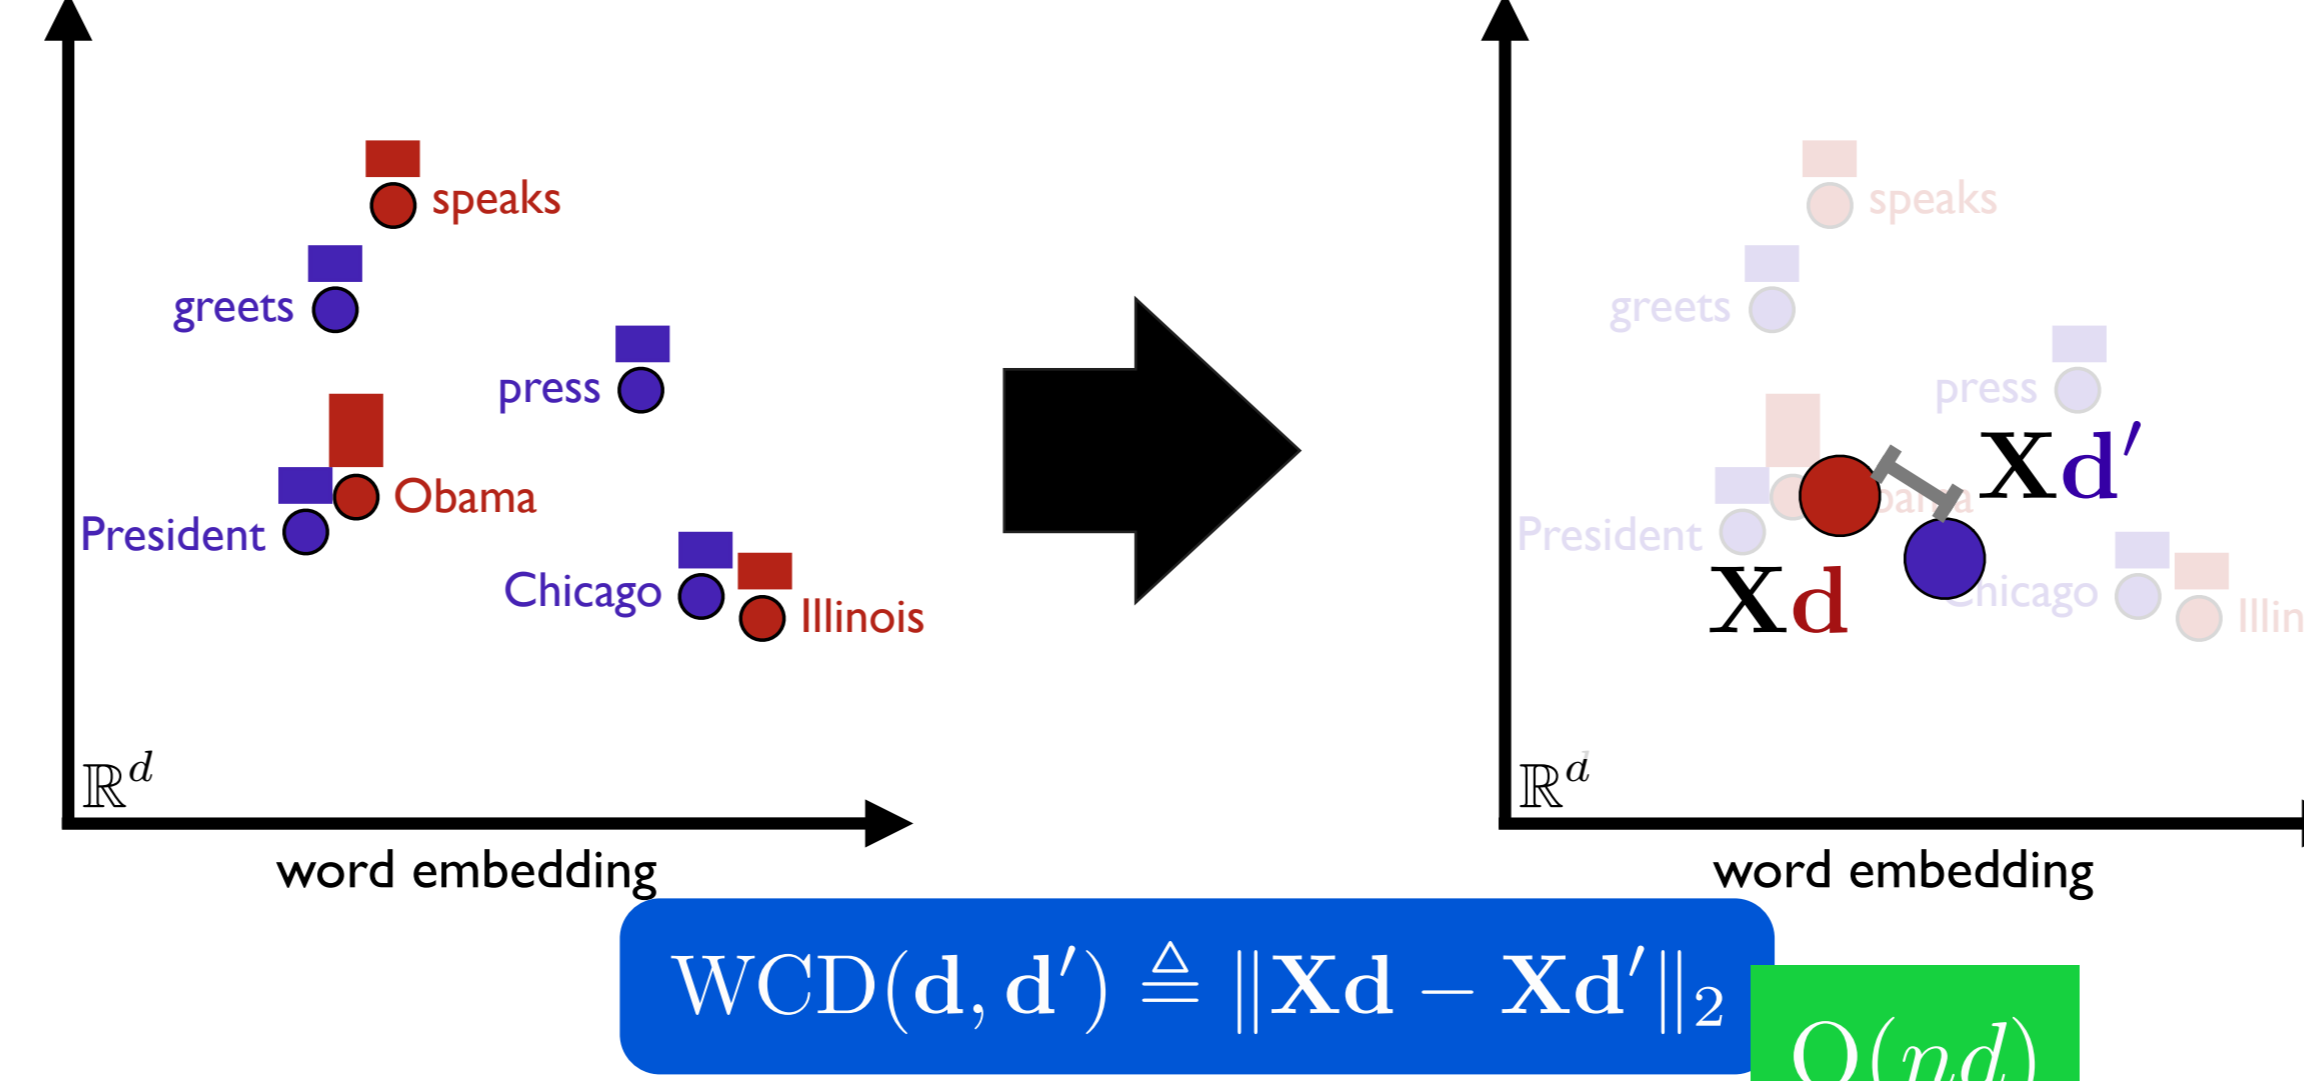 speaks
greets
press
Obama
President
Chicago
Illinois
ℝ^d
word embedding
speaks
greets
press
Xd′
President
Xd
ℝ^d
word embedding
WCD(d, d′) ≜ ‖Xd − Xd′‖₂
O(nd)